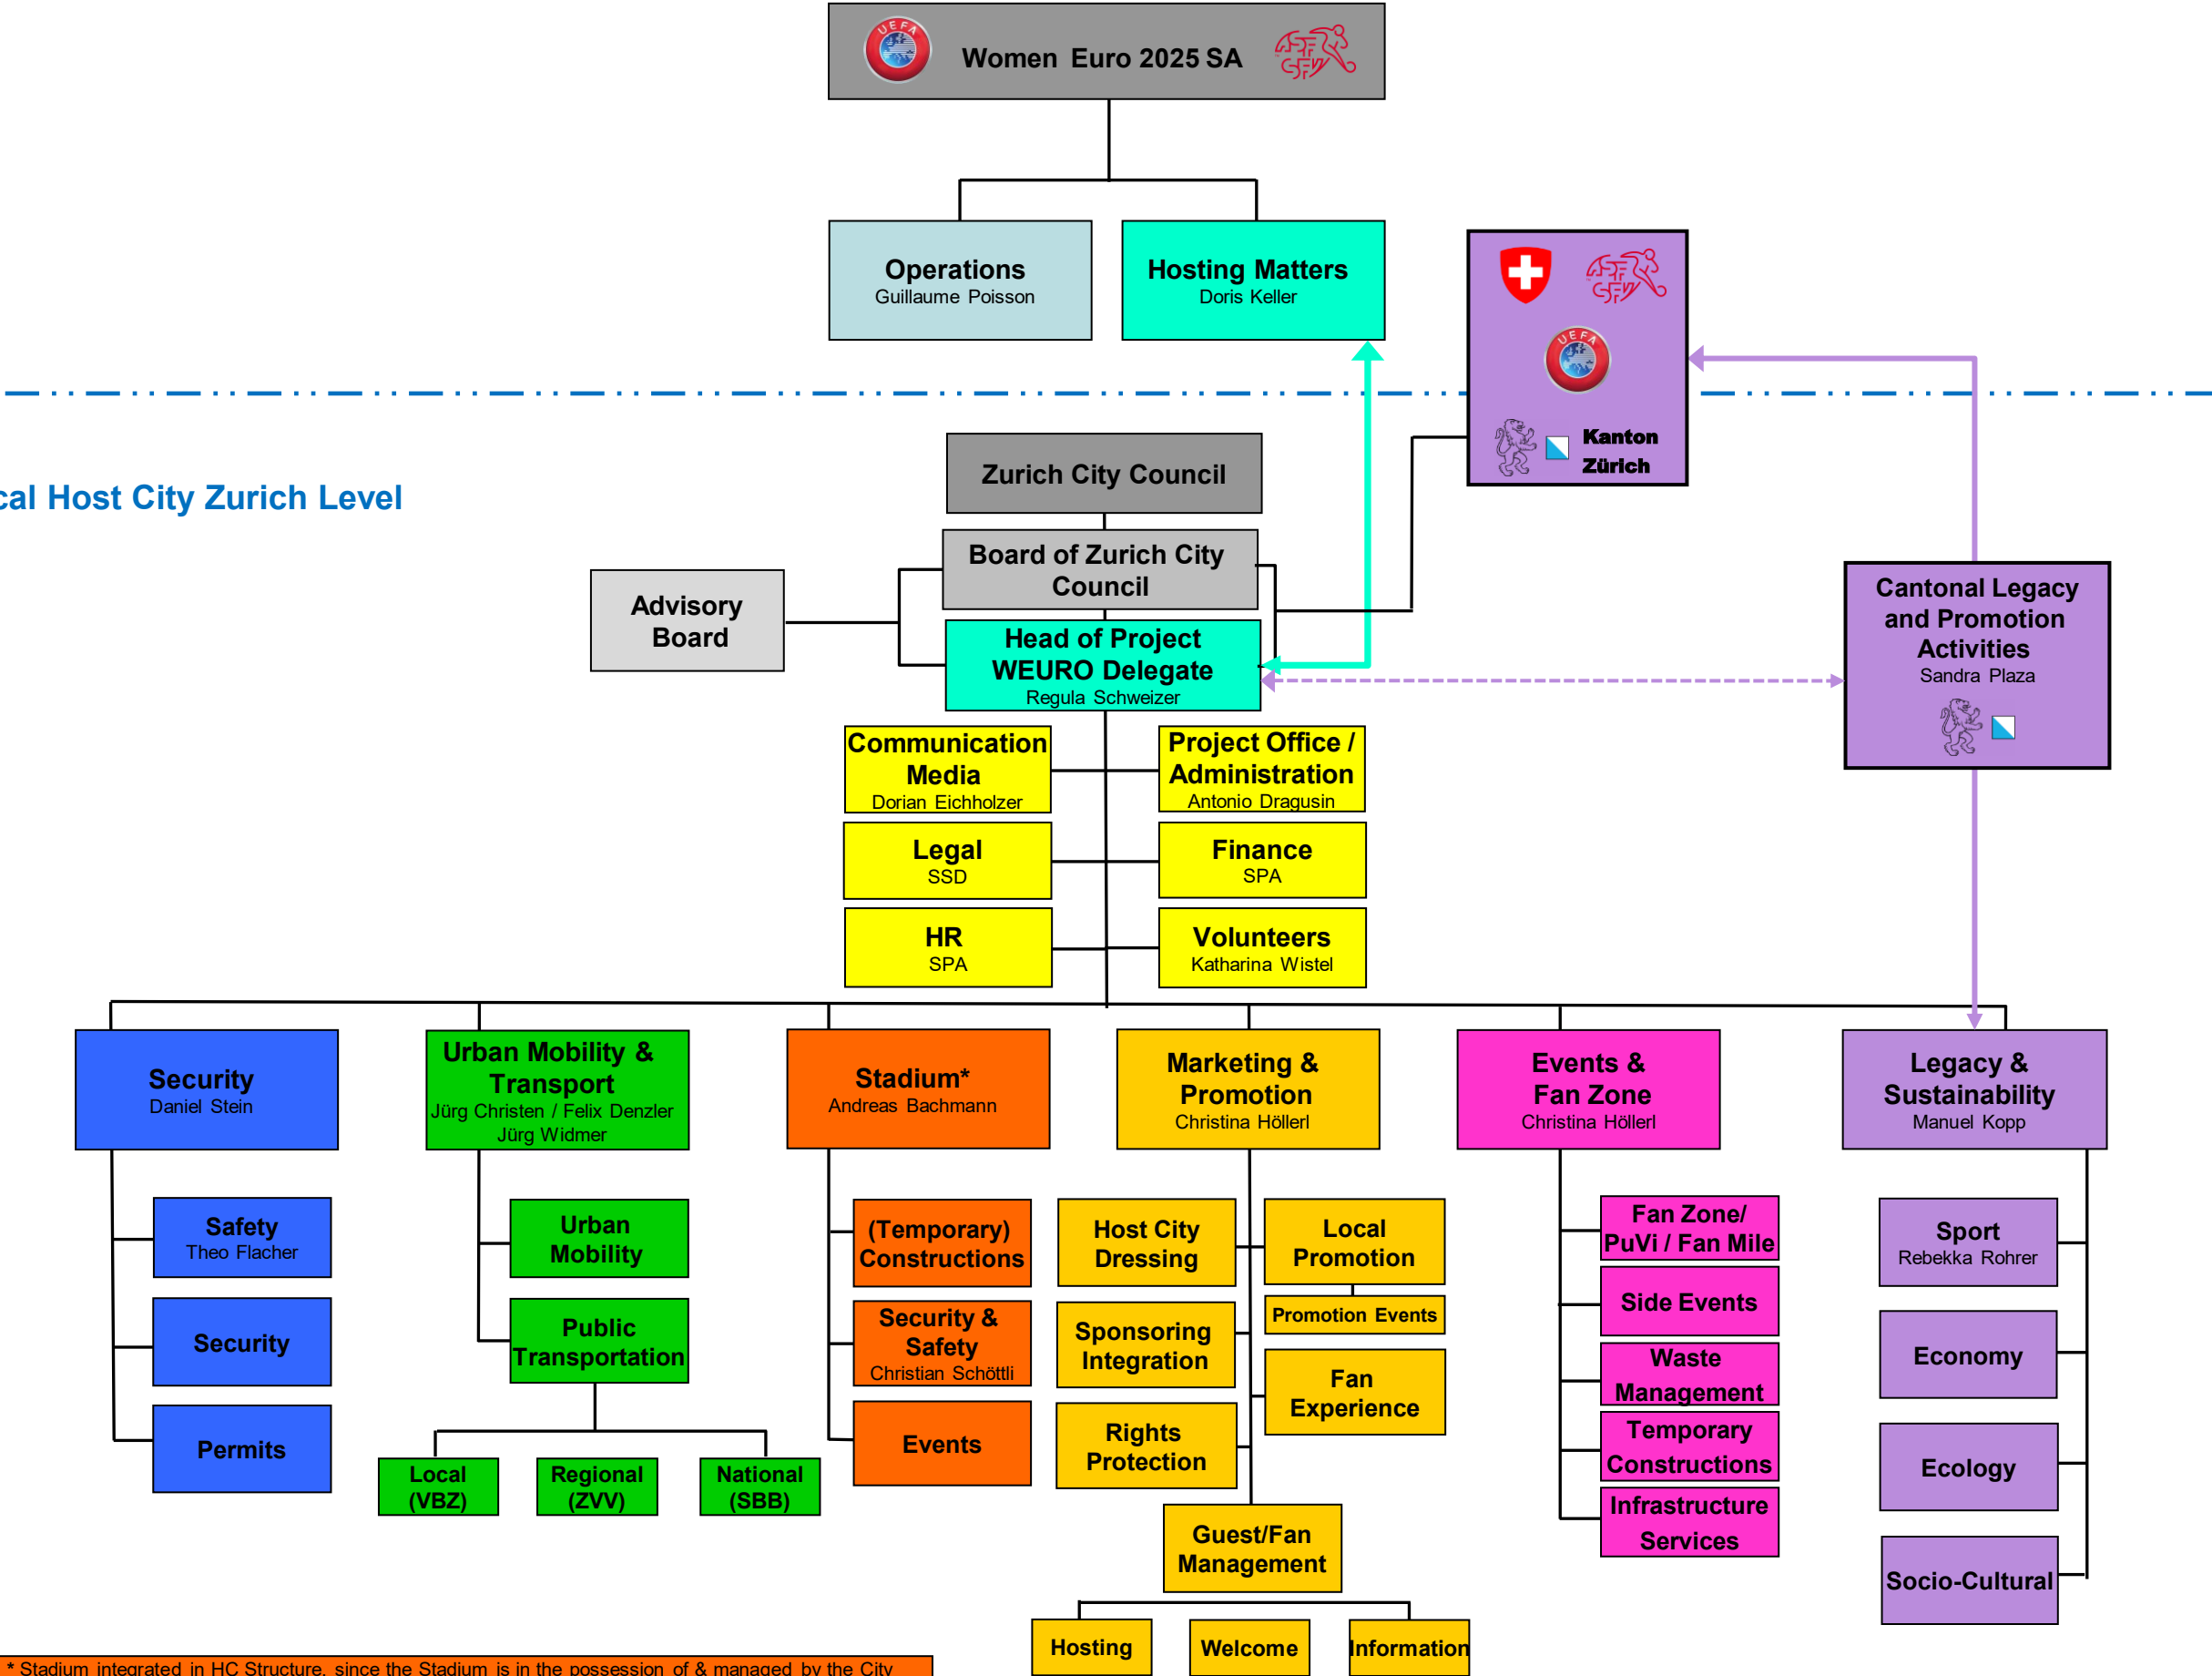 UEFA
Women Euro 2025 SA
ASF
SFV
Operations
Guillaume Poisson
Hosting Matters
Doris Keller
ASF
SFV
UEFA
Kanton
Zürich
cal Host City Zurich Level
Zurich City Council
Board of Zurich City
Council
Advisory
Board
Head of Project
WEURO Delegate
Regula Schweizer
Cantonal Legacy
and Promotion
Activities
Sandra Plaza
Communication
Media
Dorian Eichholzer
Project Office /
Administration
Antonio Dragusin
Legal
SSD
Finance
SPA
HR
SPA
Volunteers
Katharina Wistel
Security
Daniel Stein
Urban Mobility &
Transport
Jürg Christen / Felix Denzler
Jürg Widmer
Stadium*
Andreas Bachmann
Marketing &
Promotion
Christina Höllerl
Events &
Fan Zone
Christina Höllerl
Legacy &
Sustainability
Manuel Kopp
Safety
Theo Flacher
Security
Permits
Urban
Mobility
Public
Transportation
Local
(VBZ)
Regional
(ZVV)
National
(SBB)
(Temporary)
Constructions
Security &
Safety
Christian Schöttli
Events
Host City
Dressing
Local
Promotion
Promotion Events
Sponsoring
Integration
Fan
Experience
Rights
Protection
Guest/Fan
Management
Hosting
Welcome
Information
Fan Zone/
PuVi / Fan Mile
Side Events
Waste
Management
Temporary
Constructions
Infrastructure
Services
Sport
Rebekka Rohrer
Economy
Ecology
Socio-Cultural
* Stadium integrated in HC Structure, since the Stadium is in the possession of & managed by the City